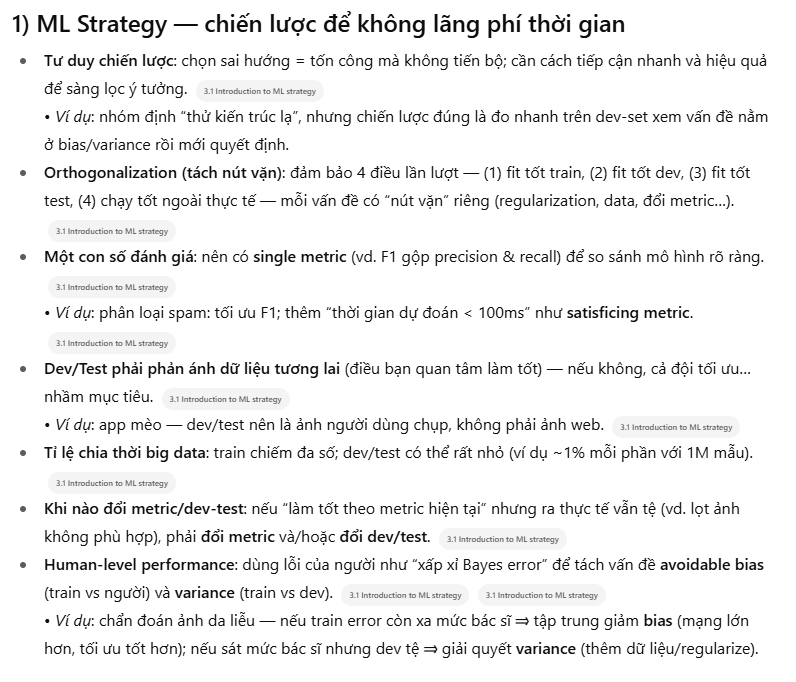 1) ML Strategy — chiến lược để không lãng phí thời gian
• Tư duy chiến lược: chọn sai hướng = tốn công mà không tiến bộ; cần cách tiếp cận nhanh và hiệu quả
để sàng lọc ý tưởng. 3.1 Introduction to ML strategy
• Ví dụ: nhóm định “thử kiến trúc lạ”, nhưng chiến lược đúng là đo nhanh trên dev-set xem vấn đề nằm
ở bias/variance rồi mới quyết định.
• Orthogonalization (tách nút vặn): đảm bảo 4 điều lần lượt — (1) fit tốt train, (2) fit tốt dev, (3) fit tốt
test, (4) chạy tốt ngoài thực tế — mỗi vấn đề có “nút vặn” riêng (regularization, data, đổi metric…).
3.1 Introduction to ML strategy
• Một con số đánh giá: nên có single metric (vd. F1 gộp precision & recall) để so sánh mô hình rõ ràng.
3.1 Introduction to ML strategy
• Ví dụ: phân loại spam: tối ưu F1; thêm “thời gian dự đoán < 100ms” như satisficing metric.
3.1 Introduction to ML strategy
• Dev/Test phải phản ánh dữ liệu tương lai (điều bạn quan tâm làm tốt) — nếu không, cả đội tối ưu…
nhầm mục tiêu. 3.1 Introduction to ML strategy
• Ví dụ: app mèo — dev/test nên là ảnh người dùng chụp, không phải ảnh web. 3.1 Introduction to ML strategy
• Tỉ lệ chia thời big data: train chiếm đa số; dev/test có thể rất nhỏ (ví dụ ~1% mỗi phần với 1M mẫu).
3.1 Introduction to ML strategy
• Khi nào đổi metric/dev-test: nếu “làm tốt theo metric hiện tại” nhưng ra thực tế vẫn tệ (vd. lọt ảnh
không phù hợp), phải đổi metric và/hoặc đổi dev/test. 3.1 Introduction to ML strategy
• Human-level performance: dùng lỗi của người như “xấp xỉ Bayes error” để tách vấn đề avoidable bias
(train vs người) và variance (train vs dev). 3.1 Introduction to ML strategy 3.1 Introduction to ML strategy
• Ví dụ: chẩn đoán ảnh da liễu — nếu train error còn xa mức bác sĩ ⇒ tập trung giảm bias (mạng lớn
hơn, tối ưu tốt hơn); nếu sát mức bác sĩ nhưng dev tệ ⇒ giải quyết variance (thêm dữ liệu/regularize).